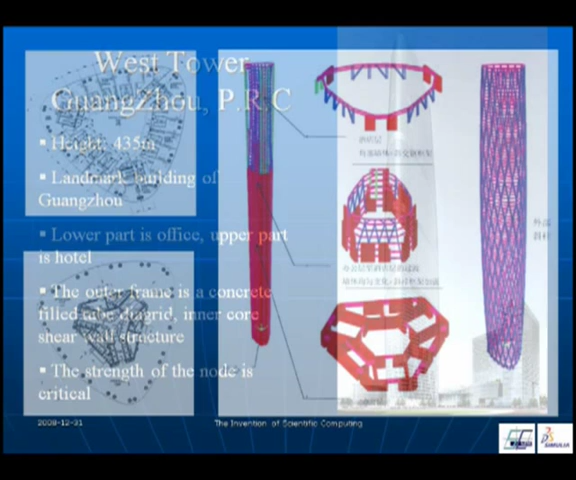 West Tower
GuangZhou, P.R.C
▪ Height: 435m
▪ Landmark building of
Guangzhou
▪ Lower part is office, upper part
is hotel
▪ The outer frame is a concrete
filled tube diagrid, inner core
shear wall structure
▪ The strength of the node is
critical
2008-12-31
The Invention of Scientific Computing
SIMULIA